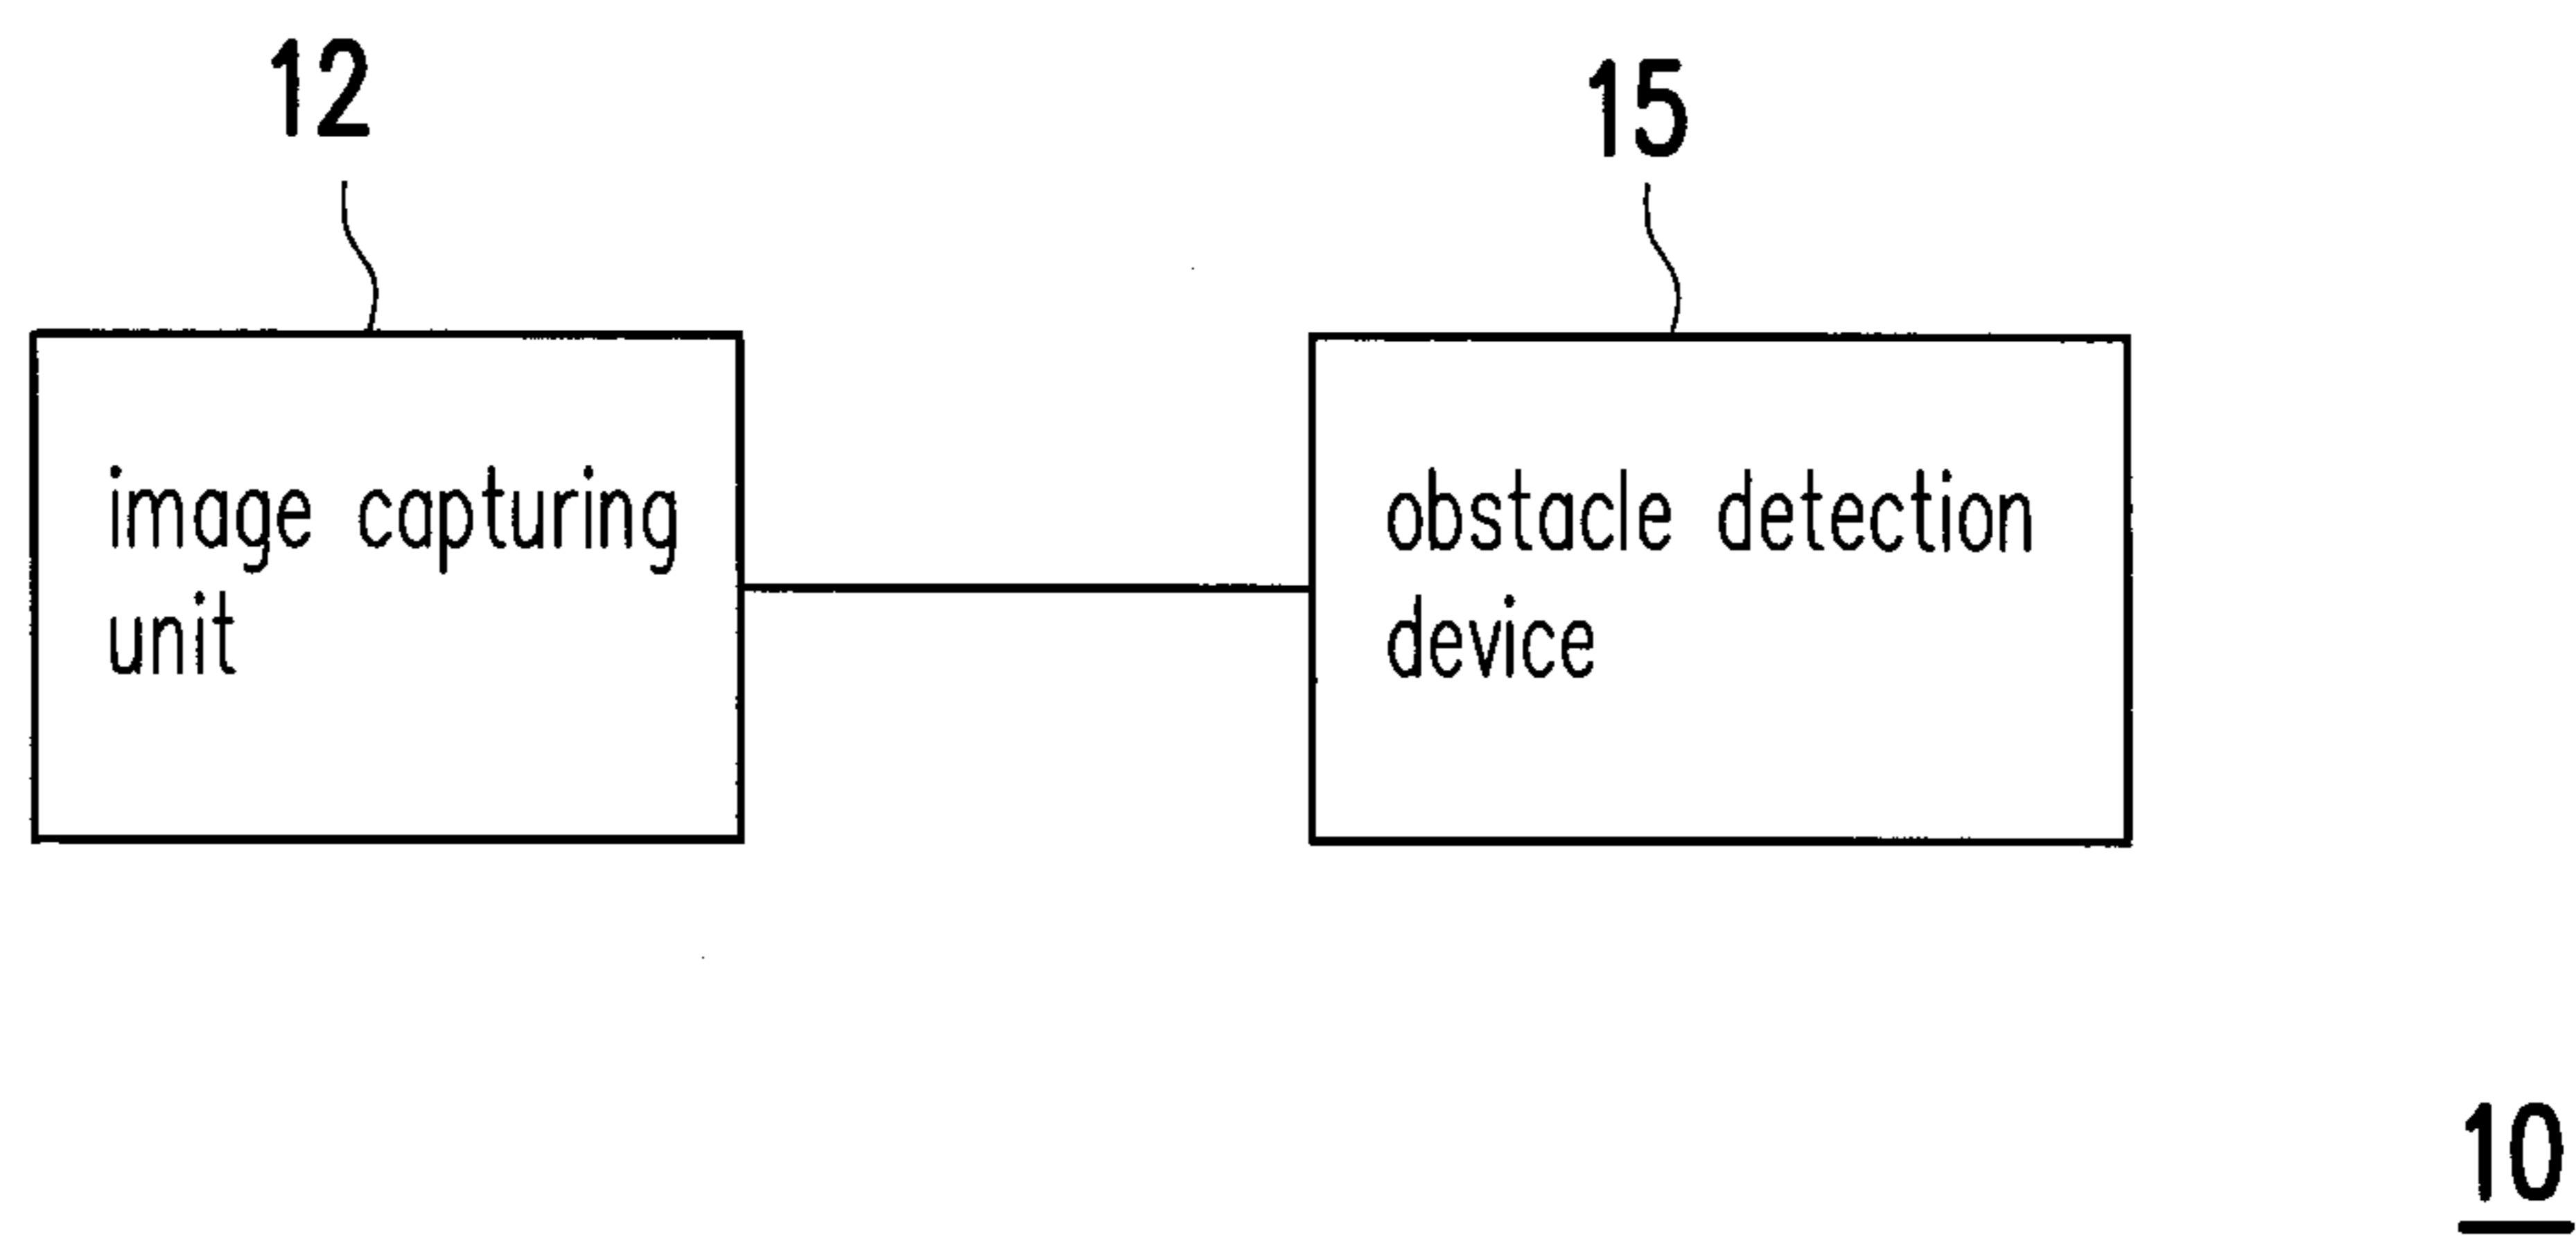 12
15
image capturing
unit
obstacle detection
device
10